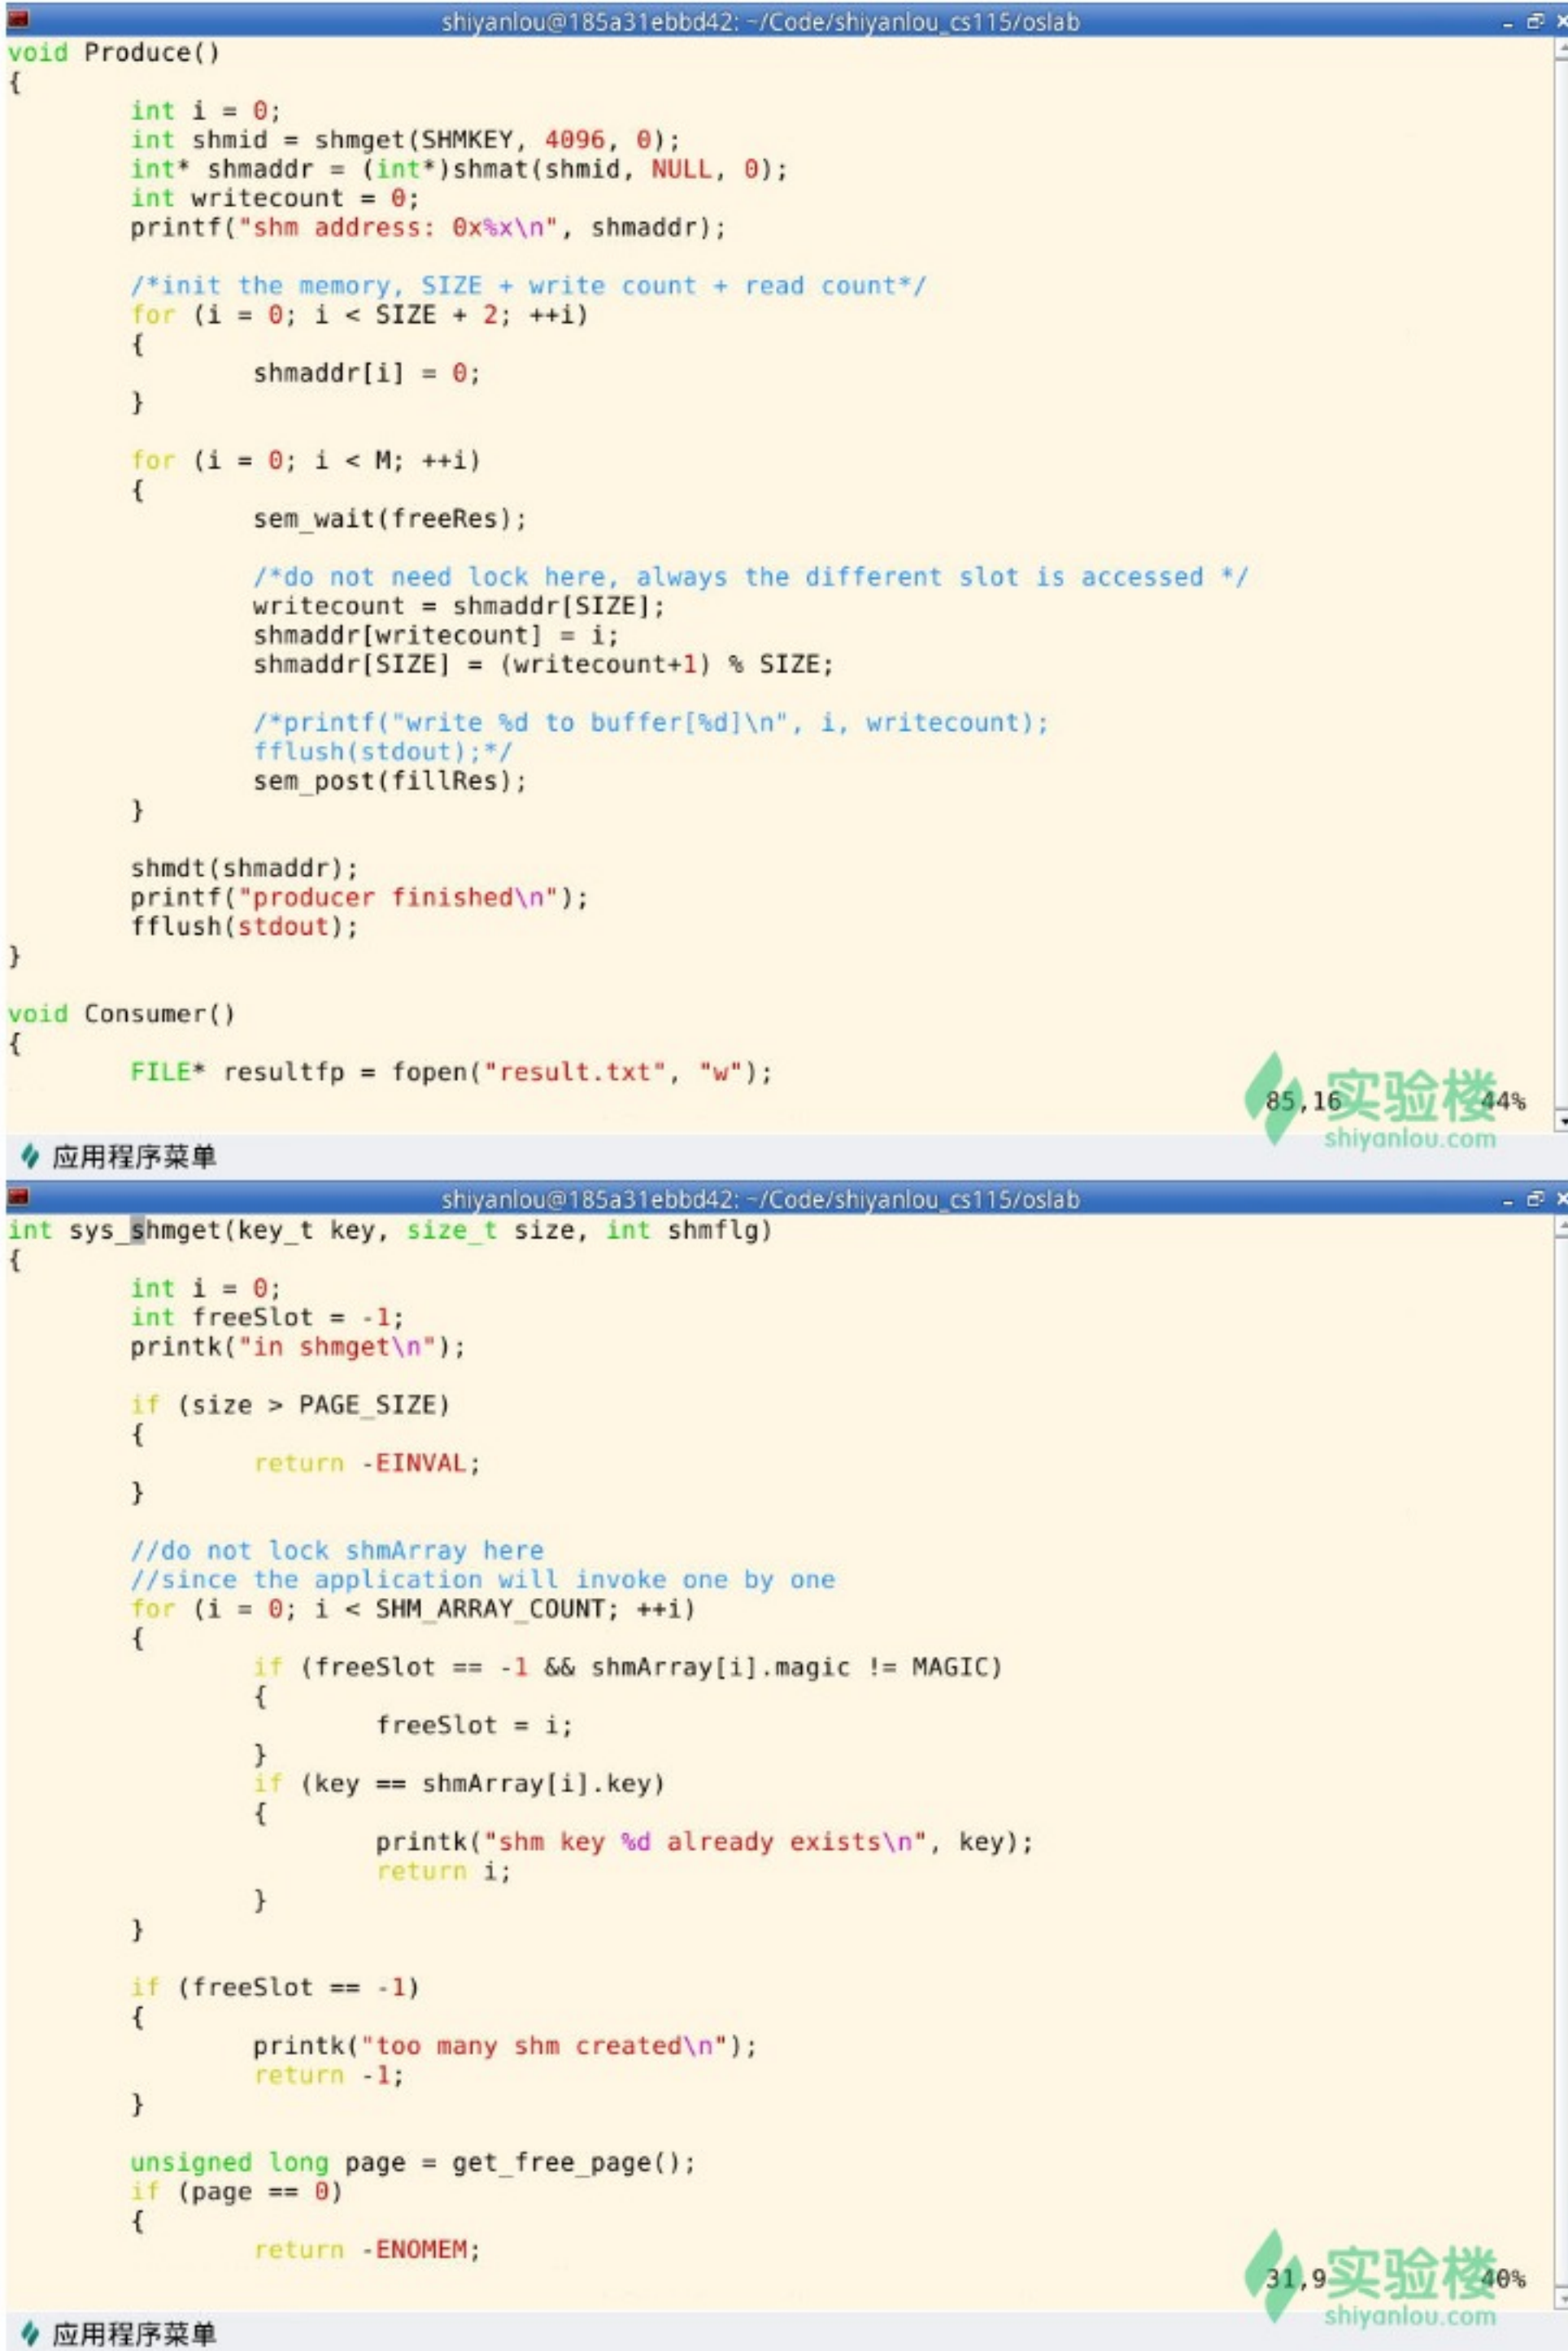 shiyanlou@185a31ebbd42: ~/Code/shiyanlou_cs115/oslab
void Produce()
{
int i = 0;
int shmid = shmget(SHMKEY, 4096, 0);
int* shmaddr = (int*)shmat(shmid, NULL, 0);
int writecount = 0;
printf("shm address: 0x%x\n", shmaddr);
/*init the memory, SIZE + write count + read count*/
for (i = 0; i < SIZE + 2; ++i)
{
shmaddr[i] = 0;
}
for (i = 0; i < M; ++i)
{
sem_wait(freeRes);
/*do not need lock here, always the different slot is accessed */
writecount = shmaddr[SIZE];
shmaddr[writecount] = i;
shmaddr[SIZE] = (writecount+1) % SIZE;
/*printf("write %d to buffer[%d]\n", i, writecount);
fflush(stdout);*/
sem_post(fillRes);
}
shmdt(shmaddr);
printf("producer finished\n");
fflush(stdout);
}
void Consumer()
{
FILE* resultfp = fopen("result.txt", "w");
85,16 44%
实验楼
shiyanlou.com
应用程序菜单
shiyanlou@185a31ebbd42: ~/Code/shiyanlou_cs115/oslab
int sys_shmget(key_t key, size_t size, int shmflg)
{
int i = 0;
int freeSlot = -1;
printk("in shmget\n");
if (size > PAGE_SIZE)
{
return -EINVAL;
}
//do not lock shmArray here
//since the application will invoke one by one
for (i = 0; i < SHM_ARRAY_COUNT; ++i)
{
if (freeSlot == -1 && shmArray[i].magic != MAGIC)
{
freeSlot = i;
}
if (key == shmArray[i].key)
{
printk("shm key %d already exists\n", key);
return i;
}
}
if (freeSlot == -1)
{
printk("too many shm created\n");
return -1;
}
unsigned long page = get_free_page();
if (page == 0)
{
return -ENOMEM;
31,9 40%
实验楼
shiyanlou.com
应用程序菜单